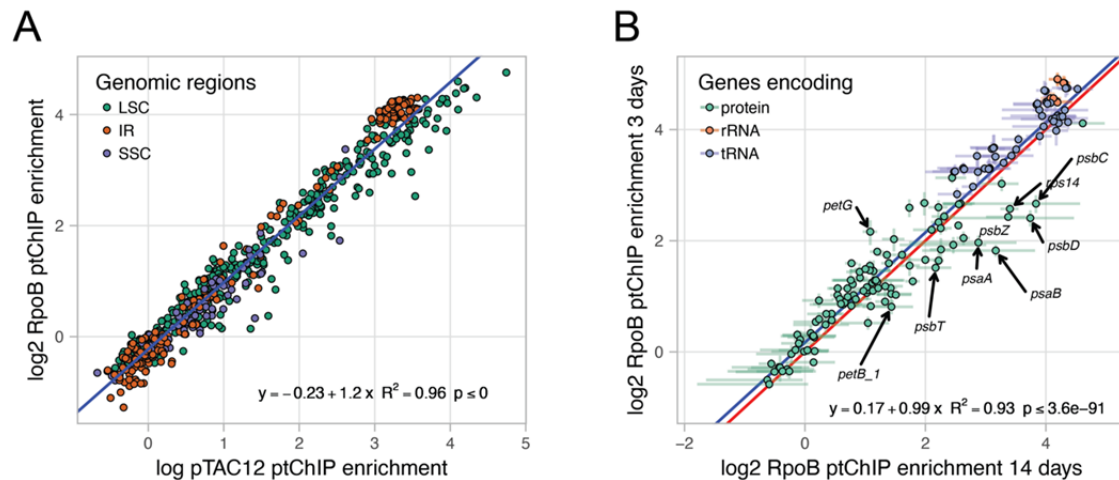 A
Genomic regions
LSC
IR
SSC
4
2
0
0
1
2
3
4
5
y = −0.23 + 1.2 x R² = 0.96 p ≤ 0
log2 RpoB ptChIP enrichment
log pTAC12 ptChIP enrichment
B
Genes encoding
protein
rRNA
tRNA
4
2
0
−2
0
2
4
psbC
rps14
petG
psbZ
psbD
psaA
psaB
psbT
petB_1
y = 0.17 + 0.99 x R² = 0.93 p ≤ 3.6e−91
log2 RpoB ptChIP enrichment 3 days
log2 RpoB ptChIP enrichment 14 days